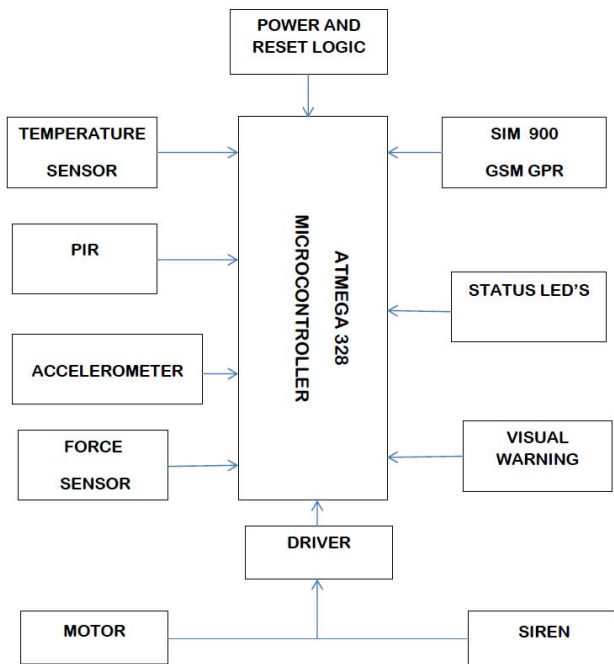 POWER AND
RESET LOGIC
TEMPERATURE
SENSOR
SIM 900
GSM GPR
ATMEGA 328
MICROCONTROLLER
PIR
STATUS LED'S
ACCELEROMETER
FORCE
SENSOR
VISUAL
WARNING
DRIVER
MOTOR
SIREN